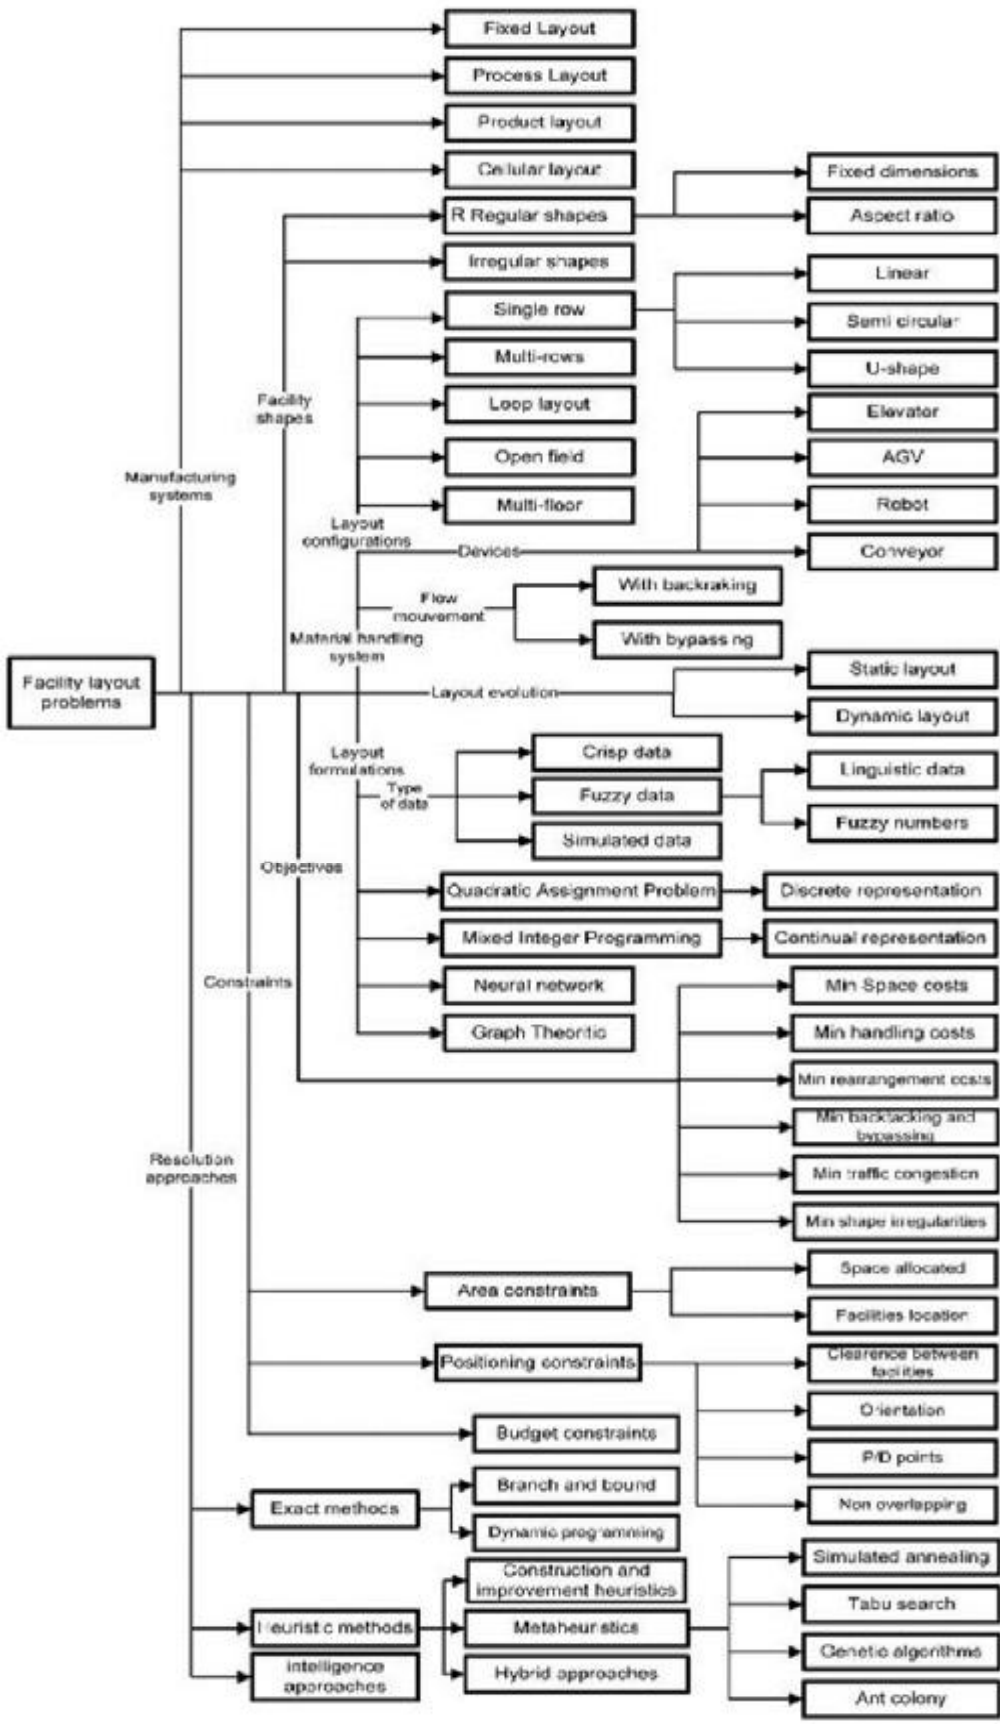 Fixed Layout
Process Layout
Product layout
Cellular layout
Fixed dimensions
R Regular shapes
Aspect ratio
Irregular shapes
Linear
Single row
Semi circular
Multi-rows
U-shape
Facility
shapes
Loop layout
Elevator
Open field
AGV
Manufacturing
systems
Multi-floor
Robot
Layout
configurations
Devices
Conveyor
With backraking
Flow
mouvement
With bypassing
Material handling
system
Static layout
Facility layout
problems
Layout evolution
Dynamic layout
Layout
formulations
Crisp data
Linguistic data
Type
of data
Fuzzy data
Fuzzy numbers
Simulated data
Objectives
Quadratic Assignment Problem
Discrete representation
Mixed Integer Programming
Continual representation
Constraints
Neural network
Min Space costs
Graph Theoritic
Min handling costs
Min rearrangement costs
Min backtacking and
bypassing
Resolution
approaches
Min traffic congestion
Min shape irregularities
Area constraints
Space allocated
Facilities location
Positioning constraints
Clearence between
facilities
Orientation
Budget constraints
P/D points
Exact methods
Branch and bound
Non overlapping
Dynamic programming
Construction and
improvement heuristics
Simulated annealing
Heuristic methods
Metaheuristics
Tabu search
intelligence
approaches
Hybrid approaches
Genetic algorithms
Ant colony